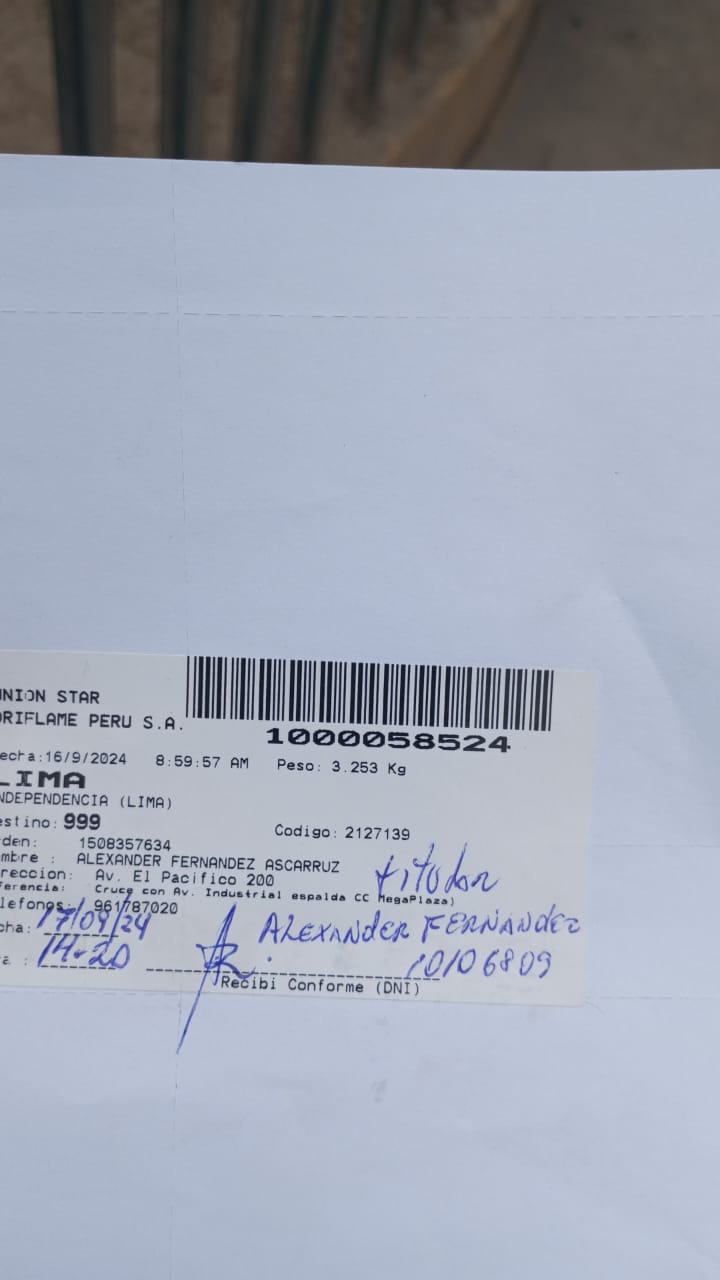 NION STAR
ORIFLAME PERU S.A.
1000058524
echa:16/9/2024 8:59:57 AM Peso: 3.253 Kg
LIMA
NDEPENDENCIA (LIMA)
estino: 999
Codigo: 2127139
rden: 1508357634
mbre : ALEXANDER FERNANDEZ ASCARRUZ
reccion: Av. El Pacifico 200
titular
ferencia: Cruce con Av. Industrial espalda CC MegaPlaza)
lefonos: 961787020
cha: 17/09/24
ALEXANDER FERNANDEZ
a : 14-20
10106809
Recibi Conforme (DNI)